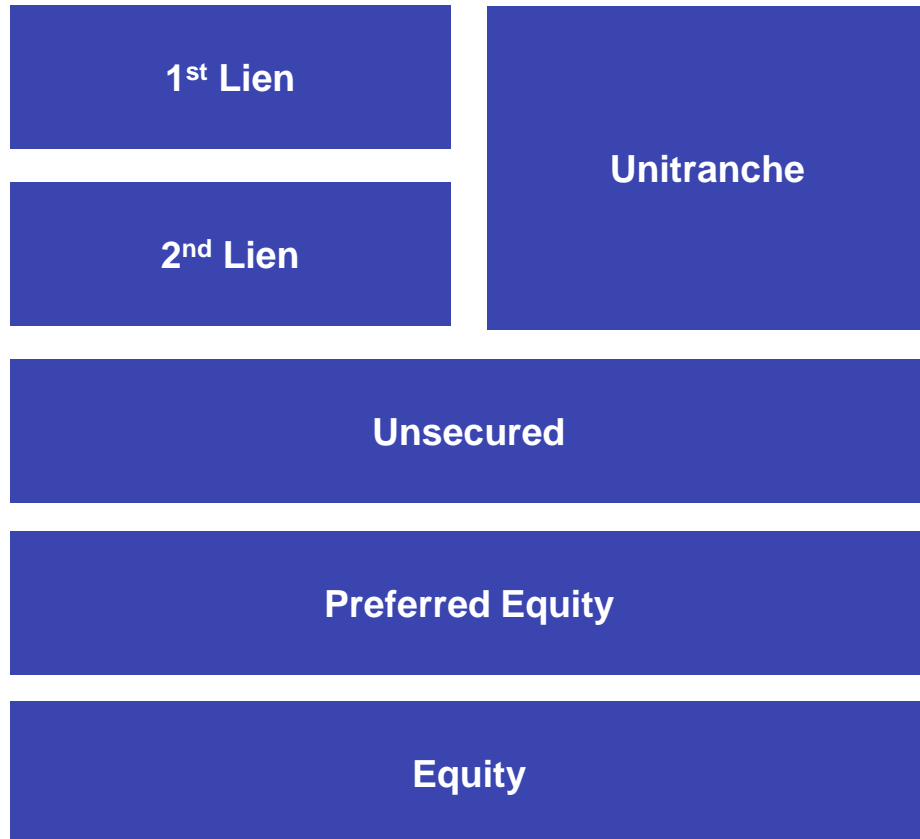 1st Lien
Unitranche
2nd Lien
Unsecured
Preferred Equity
Equity